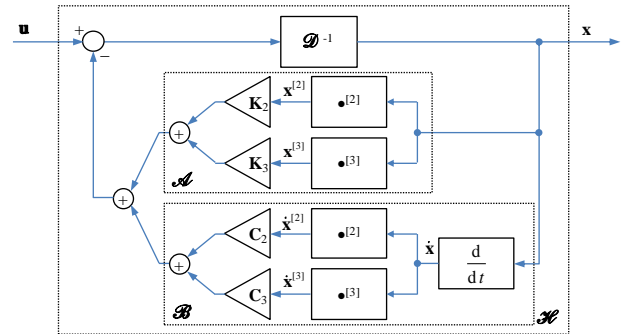 u + − 𝒟⁻¹ x
K₂ x^[2] •^[2]
+
K₃ x^[3] •^[3]
𝒜
+
C₂ ẋ^[2] •^[2]
+ ẋ d/dt
C₃ ẋ^[3] •^[3]
ℬ ℋ